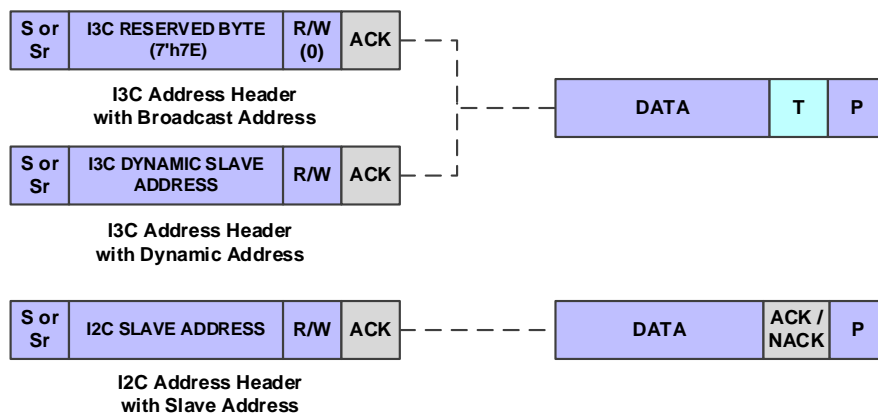 S or
Sr
I3C RESERVED BYTE
(7'h7E)
R/W
(0)
ACK
I3C Address Header
with Broadcast Address
DATA
T
P
S or
Sr
I3C DYNAMIC SLAVE
ADDRESS
R/W
ACK
I3C Address Header
with Dynamic Address
S or
Sr
I2C SLAVE ADDRESS
R/W
ACK
DATA
ACK /
NACK
P
I2C Address Header
with Slave Address